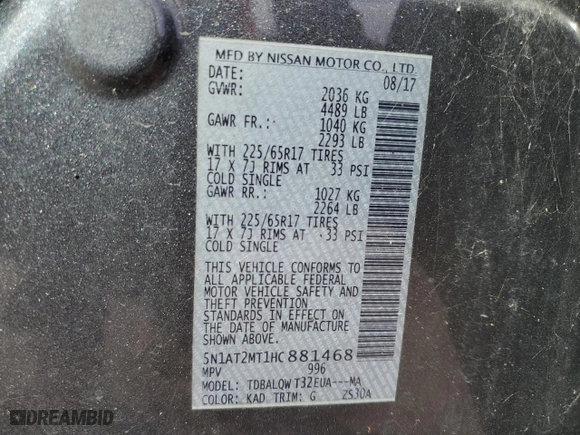 MFD BY NISSAN MOTOR CO., LTD.
DATE: 08/17
GVWR: 2036 KG
4489 LB
GAWR FR.: 1040 KG
2293 LB
WITH 225/65R17 TIRES
17 X 7J RIMS AT 33 PSI
COLD SINGLE
GAWR RR.: 1027 KG
2264 LB
WITH 225/65R17 TIRES
17 X 7J RIMS AT 33 PSI
COLD SINGLE
THIS VEHICLE CONFORMS TO
ALL APPLICABLE FEDERAL
MOTOR VEHICLE SAFETY AND
THEFT PREVENTION
STANDARDS IN EFFECT ON
THE DATE OF MANUFACTURE
SHOWN ABOVE.
5N1AT2MT1HC881468
MPV 996
MODEL: TDBALQWT32EUA---MA
COLOR: KAD TRIM: G ZS30A
IDREAMBID